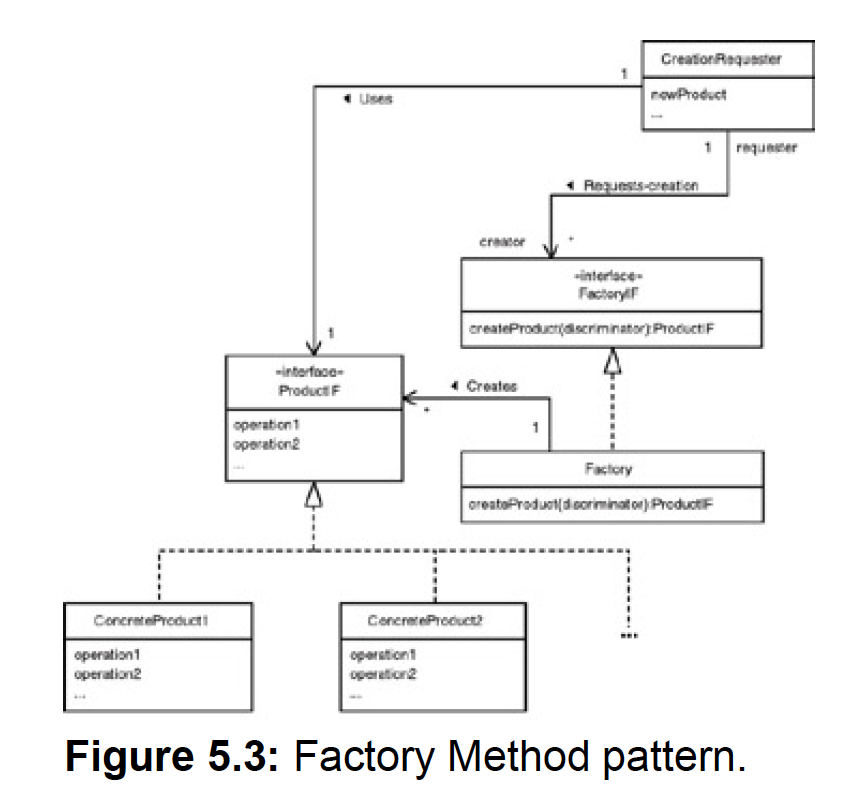 CreationRequester
newProduct
...
1
◄ Uses
1 requester
◄ Requests-creation
creator *
«interface»
FactoryIF
createProduct(discriminator):ProductIF
1
«interface»
ProductIF
operation1
operation2
...
◄ Creates
*
1
Factory
createProduct(discriminator):ProductIF
ConcreteProduct1
operation1
operation2
...
ConcreteProduct2
operation1
operation2
...
...
Figure 5.3: Factory Method pattern.